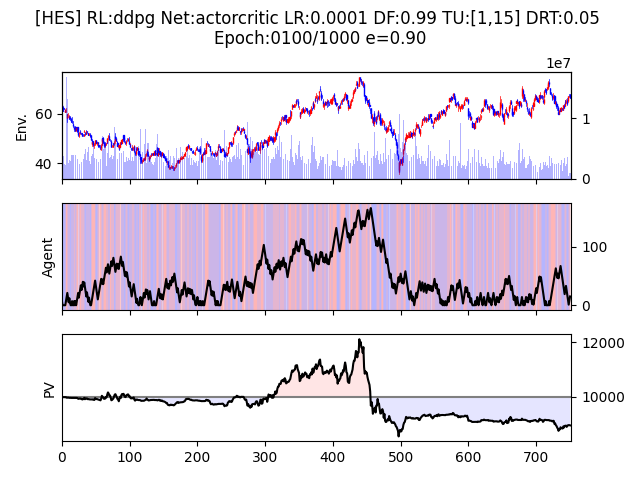 [HES] RL:ddpg Net:actorcritic LR:0.0001 DF:0.99 TU:[1,15] DRT:0.05
Epoch:0100/1000 e=0.90
1e7
Env.
60
40
1
0
Agent
100
0
PV
12000
10000
0 100 200 300 400 500 600 700